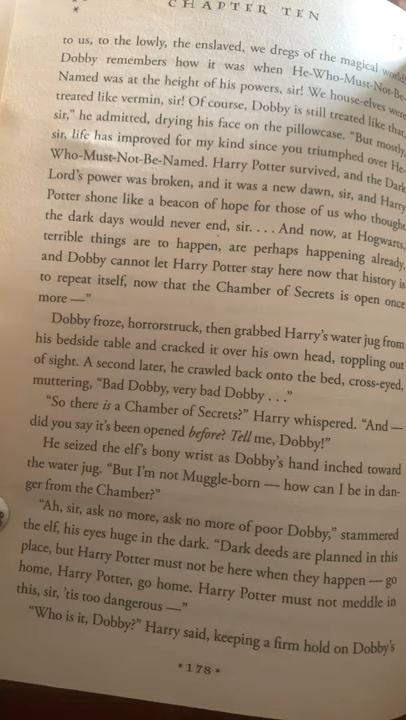 CHAPTER TEN
to us, to the lowly, the enslaved, we dregs of the magical world!
Dobby remembers how it was when He-Who-Must-Not-Be-
Named was at the height of his powers, sir! We house-elves were
treated like vermin, sir! Of course, Dobby is still treated like that,
sir," he admitted, drying his face on the pillowcase. "But mostly,
sir, life has improved for my kind since you triumphed over He-
Who-Must-Not-Be-Named. Harry Potter survived, and the Dark
Lord's power was broken, and it was a new dawn, sir, and Harry
Potter shone like a beacon of hope for those of us who thought
the dark days would never end, sir. . . . And now, at Hogwarts,
terrible things are to happen, are perhaps happening already,
and Dobby cannot let Harry Potter stay here now that history is
to repeat itself, now that the Chamber of Secrets is open once
more —"
Dobby froze, horrorstruck, then grabbed Harry's water jug from
his bedside table and cracked it over his own head, toppling out
of sight. A second later, he crawled back onto the bed, cross-eyed,
muttering, "Bad Dobby, very bad Dobby . . ."
"So there is a Chamber of Secrets?" Harry whispered. "And —
did you say it's been opened before? Tell me, Dobby!"
He seized the elf's bony wrist as Dobby's hand inched toward
the water jug. "But I'm not Muggle-born — how can I be in dan-
ger from the Chamber?"
"Ah, sir, ask no more, ask no more of poor Dobby," stammered
the elf, his eyes huge in the dark. "Dark deeds are planned in this
place, but Harry Potter must not be here when they happen — go
home, Harry Potter, go home. Harry Potter must not meddle in
this, sir, 'tis too dangerous —"
"Who is it, Dobby?" Harry said, keeping a firm hold on Dobby's
*178*